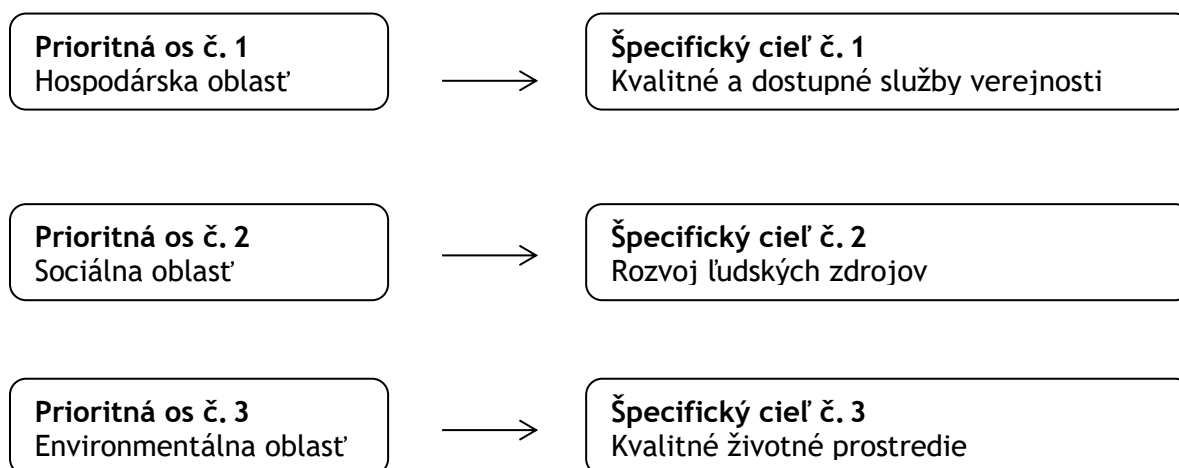 Prioritná os č. 1
Hospodárska oblasť
Špecifický cieľ č. 1
Kvalitné a dostupné služby verejnosti
Prioritná os č. 2
Sociálna oblasť
Špecifický cieľ č. 2
Rozvoj ľudských zdrojov
Prioritná os č. 3
Environmentálna oblasť
Špecifický cieľ č. 3
Kvalitné životné prostredie